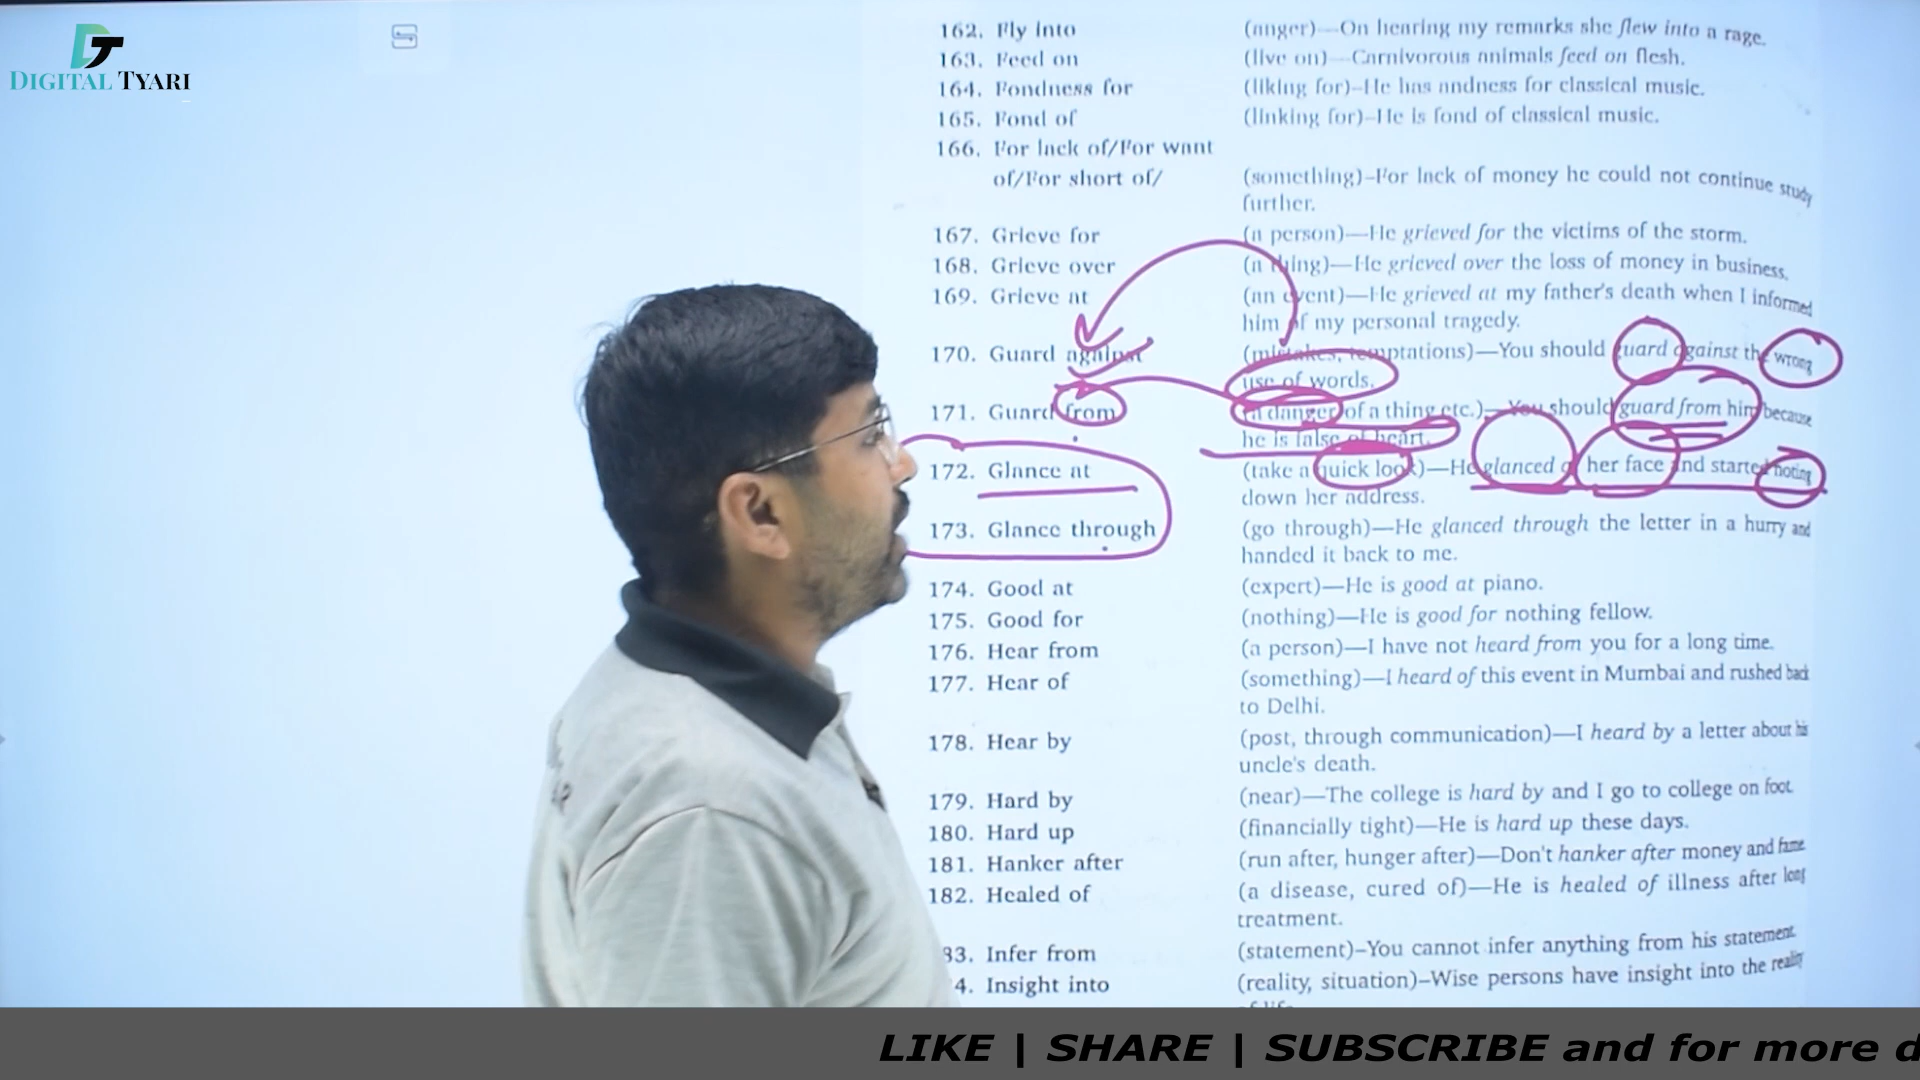 DT
DIGITAL TYARI
162. Fly into (anger)—On hearing my remarks she flew into a rage.
163. Feed on (live on)—Carnivorous animals feed on flesh.
164. Fondness for (liking for)–He has andness for classical music.
165. Fond of (linking for)–He is fond of classical music.
166. For lack of/For want
of/For short of/ (something)–For lack of money he could not continue study
further.
167. Grieve for (a person)—He grieved for the victims of the storm.
168. Grieve over (a thing)—He grieved over the loss of money in business.
169. Grieve at (an event)—He grieved at my father's death when I informed
him of my personal tragedy.
170. Guard against (mistakes, temptations)—You should guard against the wrong
use of words.
171. Guard from (a danger of a thing etc.)—You should guard from him because
he is false of heart.
172. Glance at (take a quick look)—He glanced at her face and started noting
down her address.
173. Glance through (go through)—He glanced through the letter in a hurry and
handed it back to me.
174. Good at (expert)—He is good at piano.
175. Good for (nothing)—He is good for nothing fellow.
176. Hear from (a person)—I have not heard from you for a long time.
177. Hear of (something)—I heard of this event in Mumbai and rushed back
to Delhi.
178. Hear by (post, through communication)—I heard by a letter about his
uncle's death.
179. Hard by (near)—The college is hard by and I go to college on foot.
180. Hard up (financially tight)—He is hard up these days.
181. Hanker after (run after, hunger after)—Don't hanker after money and fame.
182. Healed of (a disease, cured of)—He is healed of illness after long
treatment.
83. Infer from (statement)–You cannot infer anything from his statement.
4. Insight into (reality, situation)–Wise persons have insight into the reality
of life.
LIKE | SHARE | SUBSCRIBE and for more d